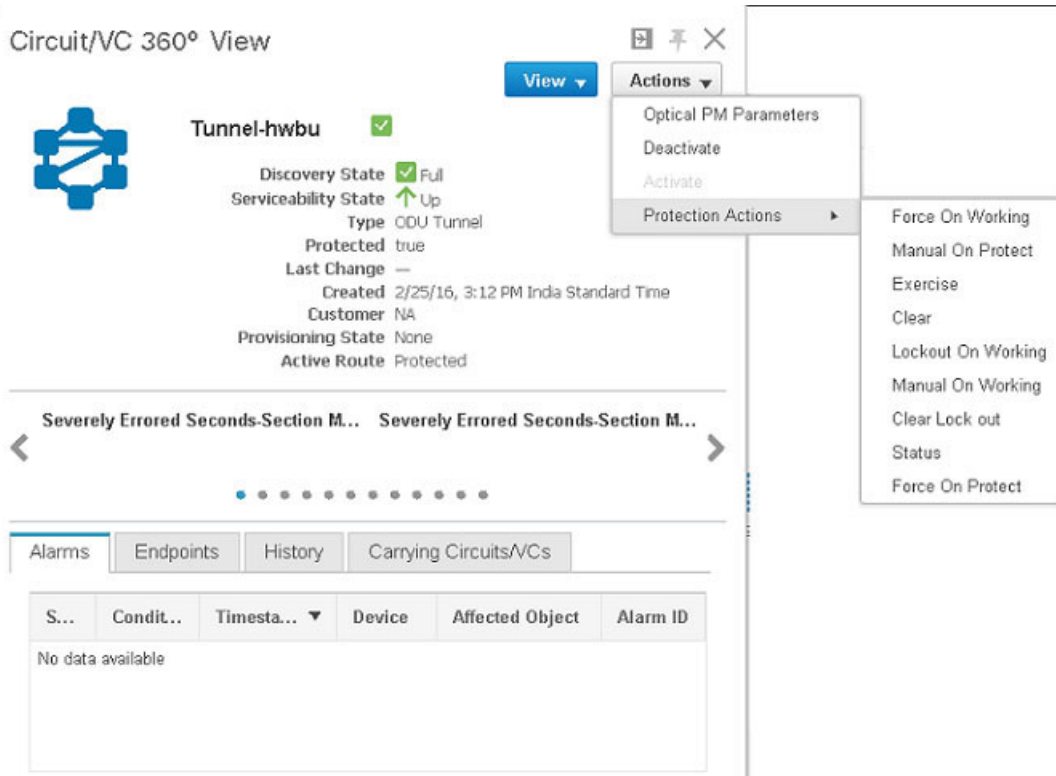 Circuit/VC 360° View
View
Actions
Optical PM Parameters
Deactivate
Activate
Protection Actions
Force On Working
Manual On Protect
Exercise
Clear
Lockout On Working
Manual On Working
Clear Lock out
Status
Force On Protect
Tunnel-hwbu
Discovery State Full
Serviceability State Up
Type ODU Tunnel
Protected true
Last Change —
Created 2/25/16, 3:12 PM India Standard Time
Customer NA
Provisioning State None
Active Route Protected
Severely Errored Seconds-Section M... Severely Errored Seconds-Section M...
Alarms Endpoints History Carrying Circuits/VCs
S... Condit... Timesta... Device Affected Object Alarm ID
No data available